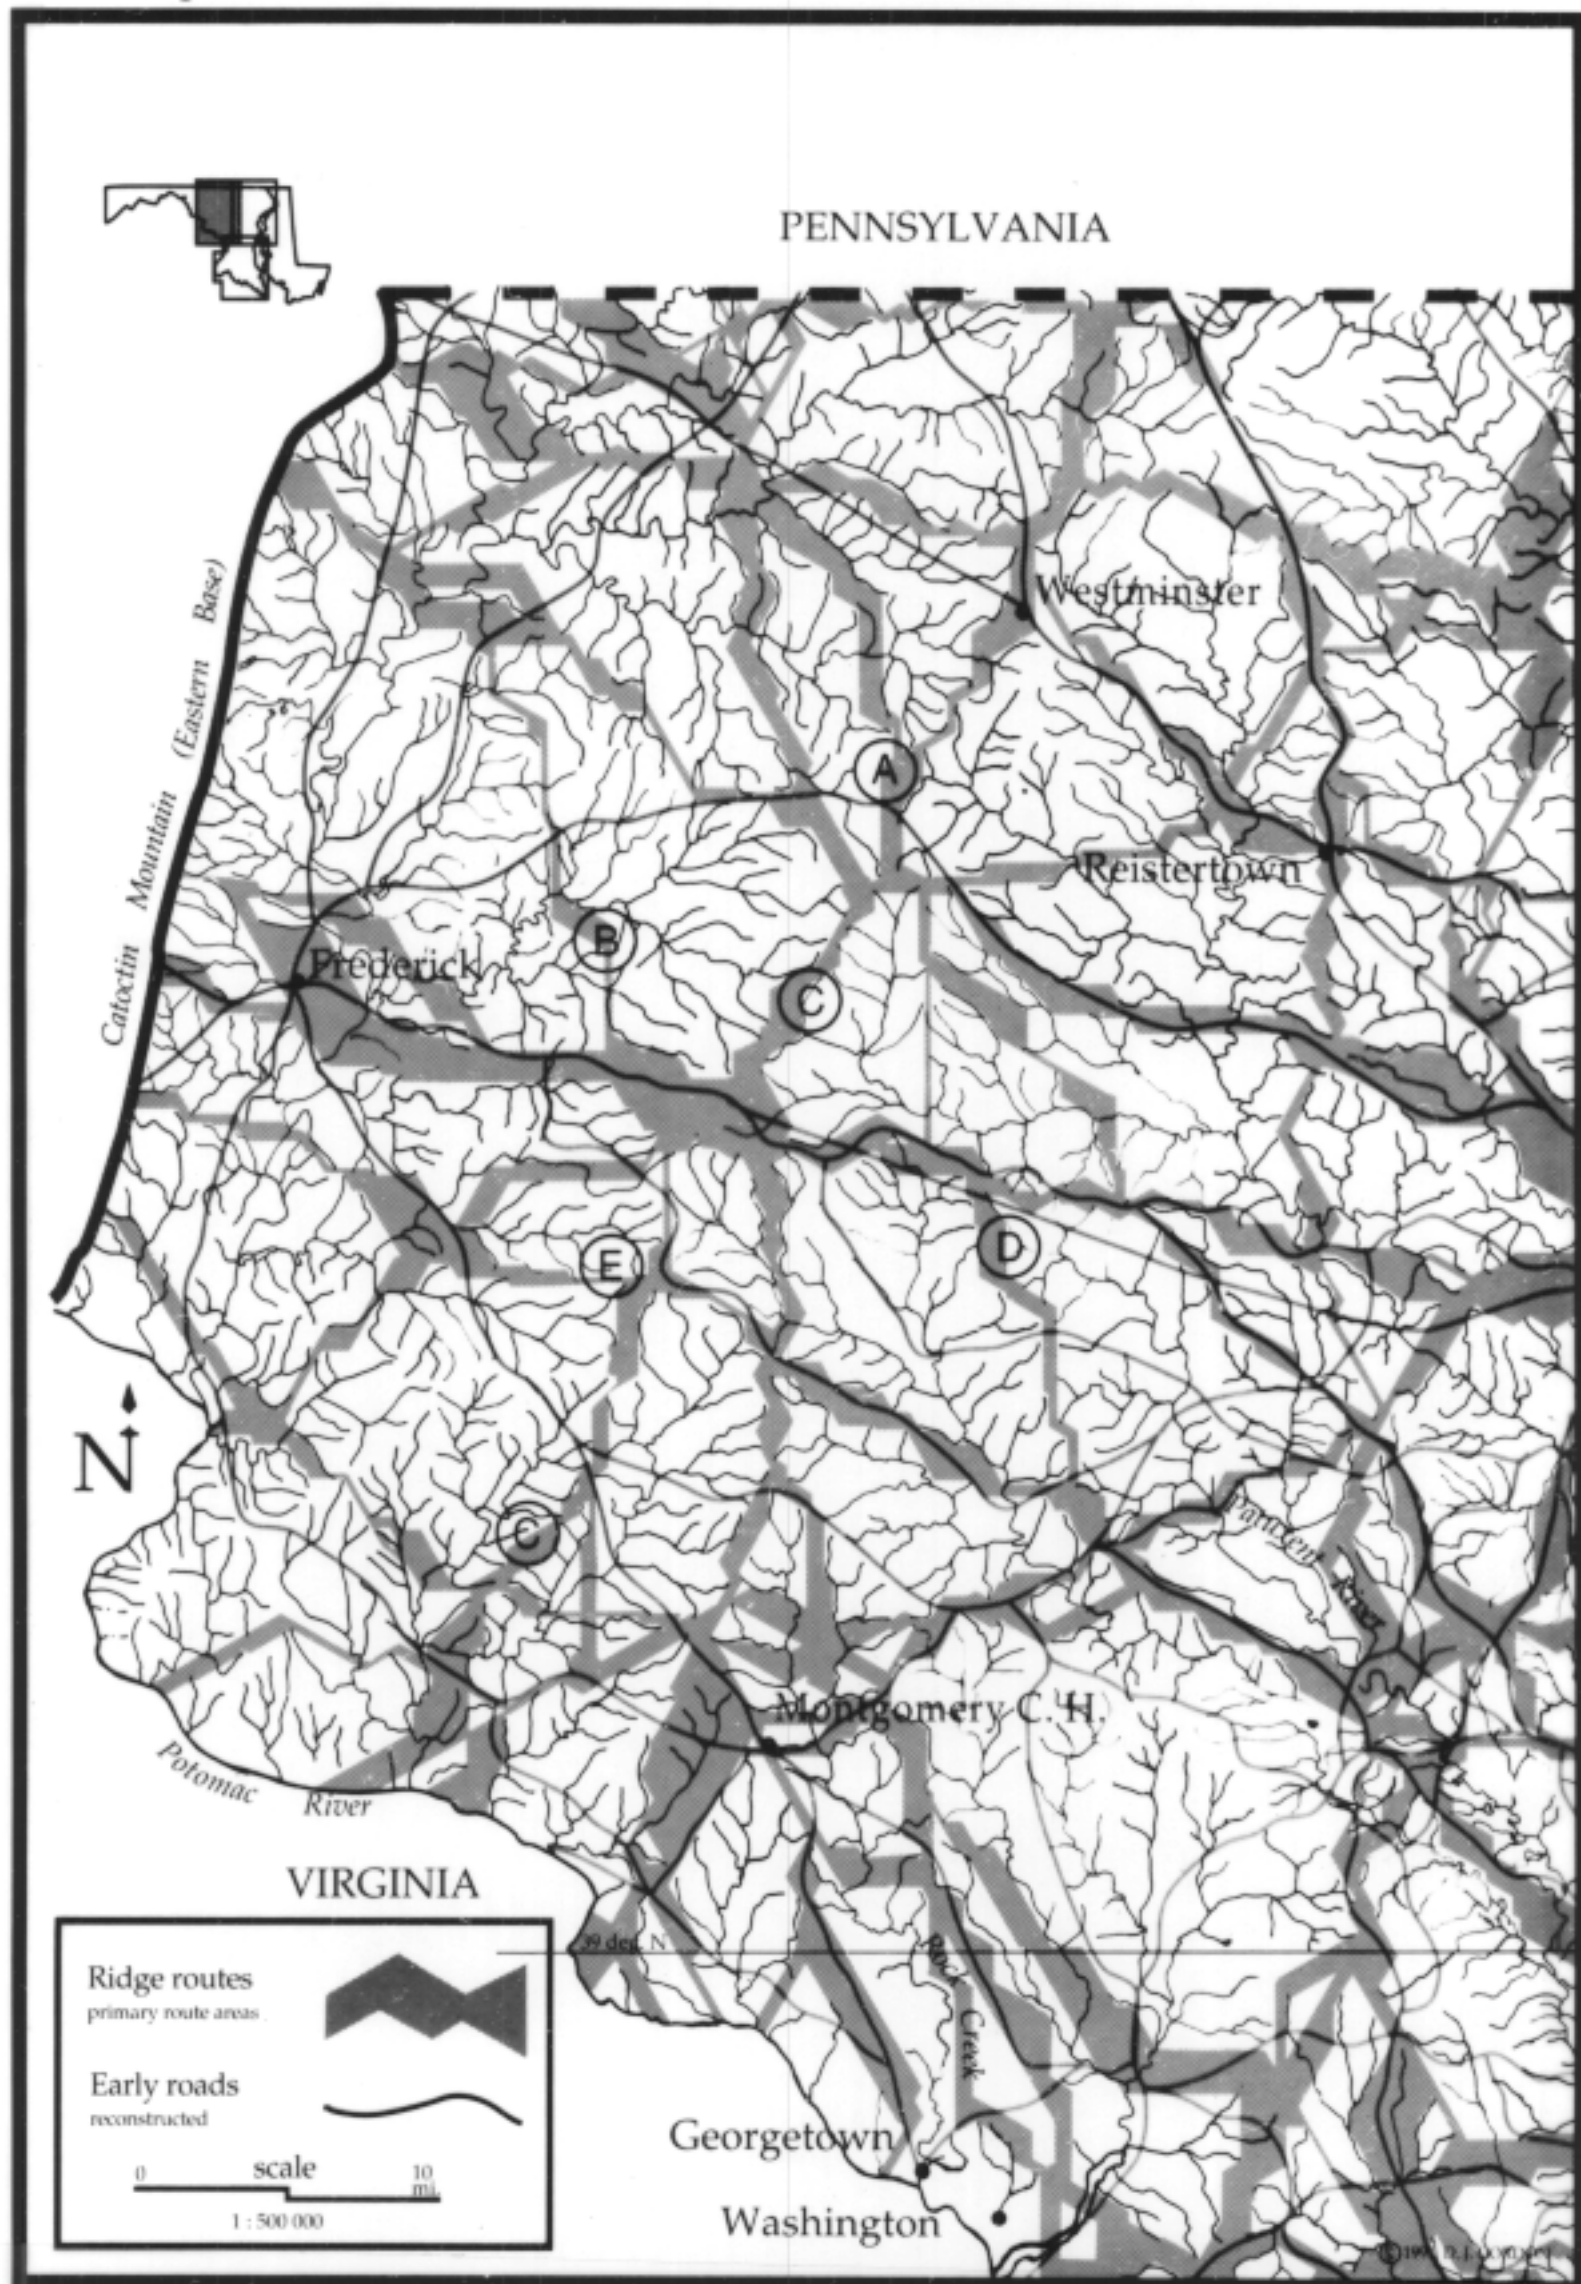 PENNSYLVANIA
Westminster
Catoctin Mountain (Eastern Base)
A
Reistertown
B
Frederick
C
D
E
N
C
Patuxent River
Montgomery C. H.
Potomac River
VIRGINIA
39 deg. N
Ridge routes
primary route areas
Rock Creek
Early roads
reconstructed
Georgetown
0 scale 10
mi.
1 : 500 000
Washington